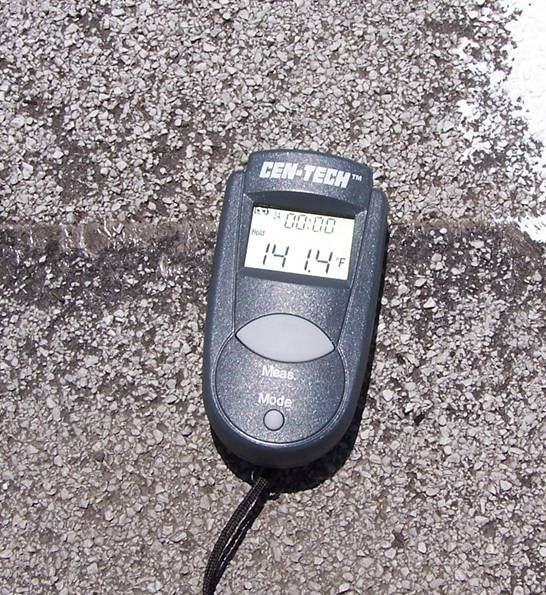 CEN-TECH™
00:00
Hold
141.4°F
Meas.
Mode